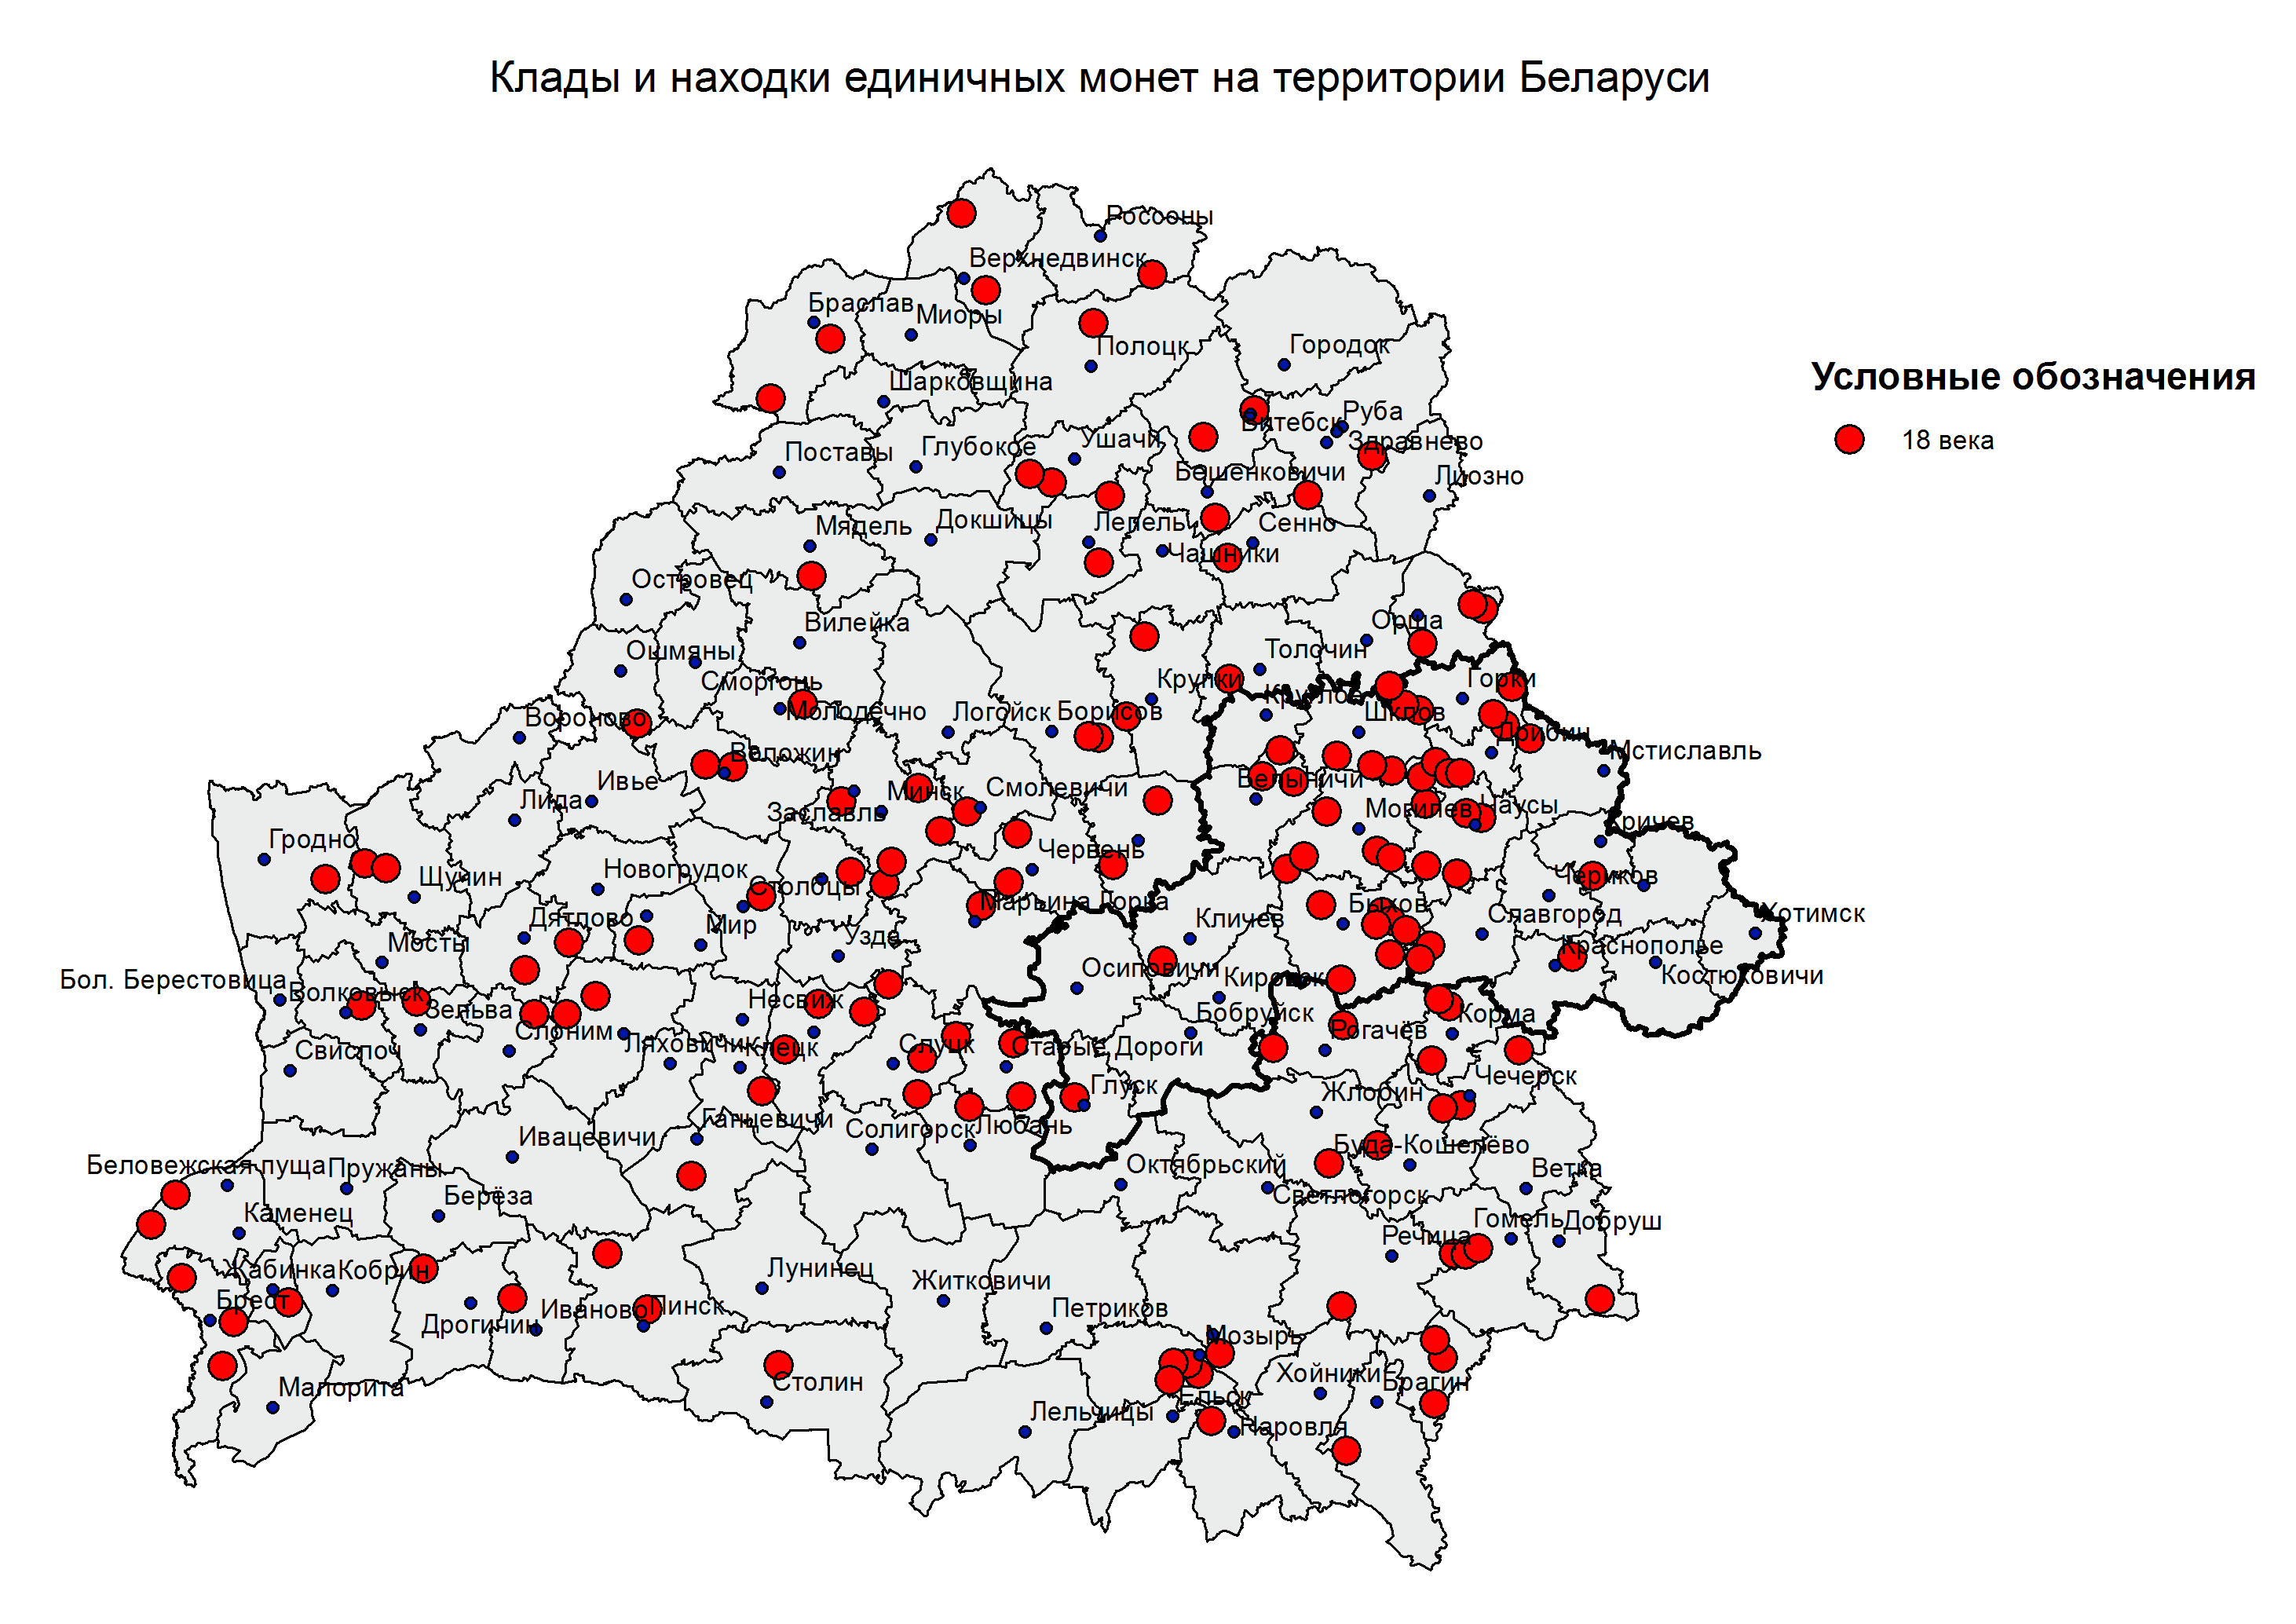 Клады и находки единичных монет на территории Беларуси
Условные обозначения
18 века
Россоны
Верхнедвинск
Браслав
Миоры
Полоцк
Городок
Шарковщина
Витебск
Руба
Здравнево
Ушачи
Глубокое
Поставы
Бешенковичи
Лиозно
Мядель
Докшицы
Лепель
Сенно
Чашники
Островец
Вилейка
Орша
Толочин
Ошмяны
Сморгонь
Крупки
Круглое
Горки
Молодечно
Логойск
Борисов
Шклов
Вороново
Дрибин
Воложин
Мстиславль
Ивье
Лида
Заславль
Минск
Смолевичи
Белыничи
Могилев
Чаусы
Кричев
Гродно
Щучин
Новогрудок
Столбцы
Червень
Чериков
Марьина Горка
Быхов
Славгород
Хотимск
Дятлово
Мир
Узда
Кличев
Мосты
Краснополье
Костюковичи
Бол. Берестовица
Волковыск
Зельва
Осиповичи
Кировск
Несвиж
Бобруйск
Корма
Слоним
Ляховичи
Клецк
Слуцк
Старые Дороги
Рогачёв
Свислоч
Глуск
Чечерск
Жлобин
Ганцевичи
Солигорск
Любань
Ивацевичи
Буда-Кошелёво
Беловежская пуща
Пружаны
Октябрьский
Ветка
Светлогорск
Берёза
Каменец
Речица
Гомель
Добруш
Жабинка
Кобрин
Лунинец
Житковичи
Брест
Дрогичин
Иваново
Пинск
Петриков
Мозырь
Столин
Хойники
Брагин
Малорита
Ельск
Лельчицы
Наровля